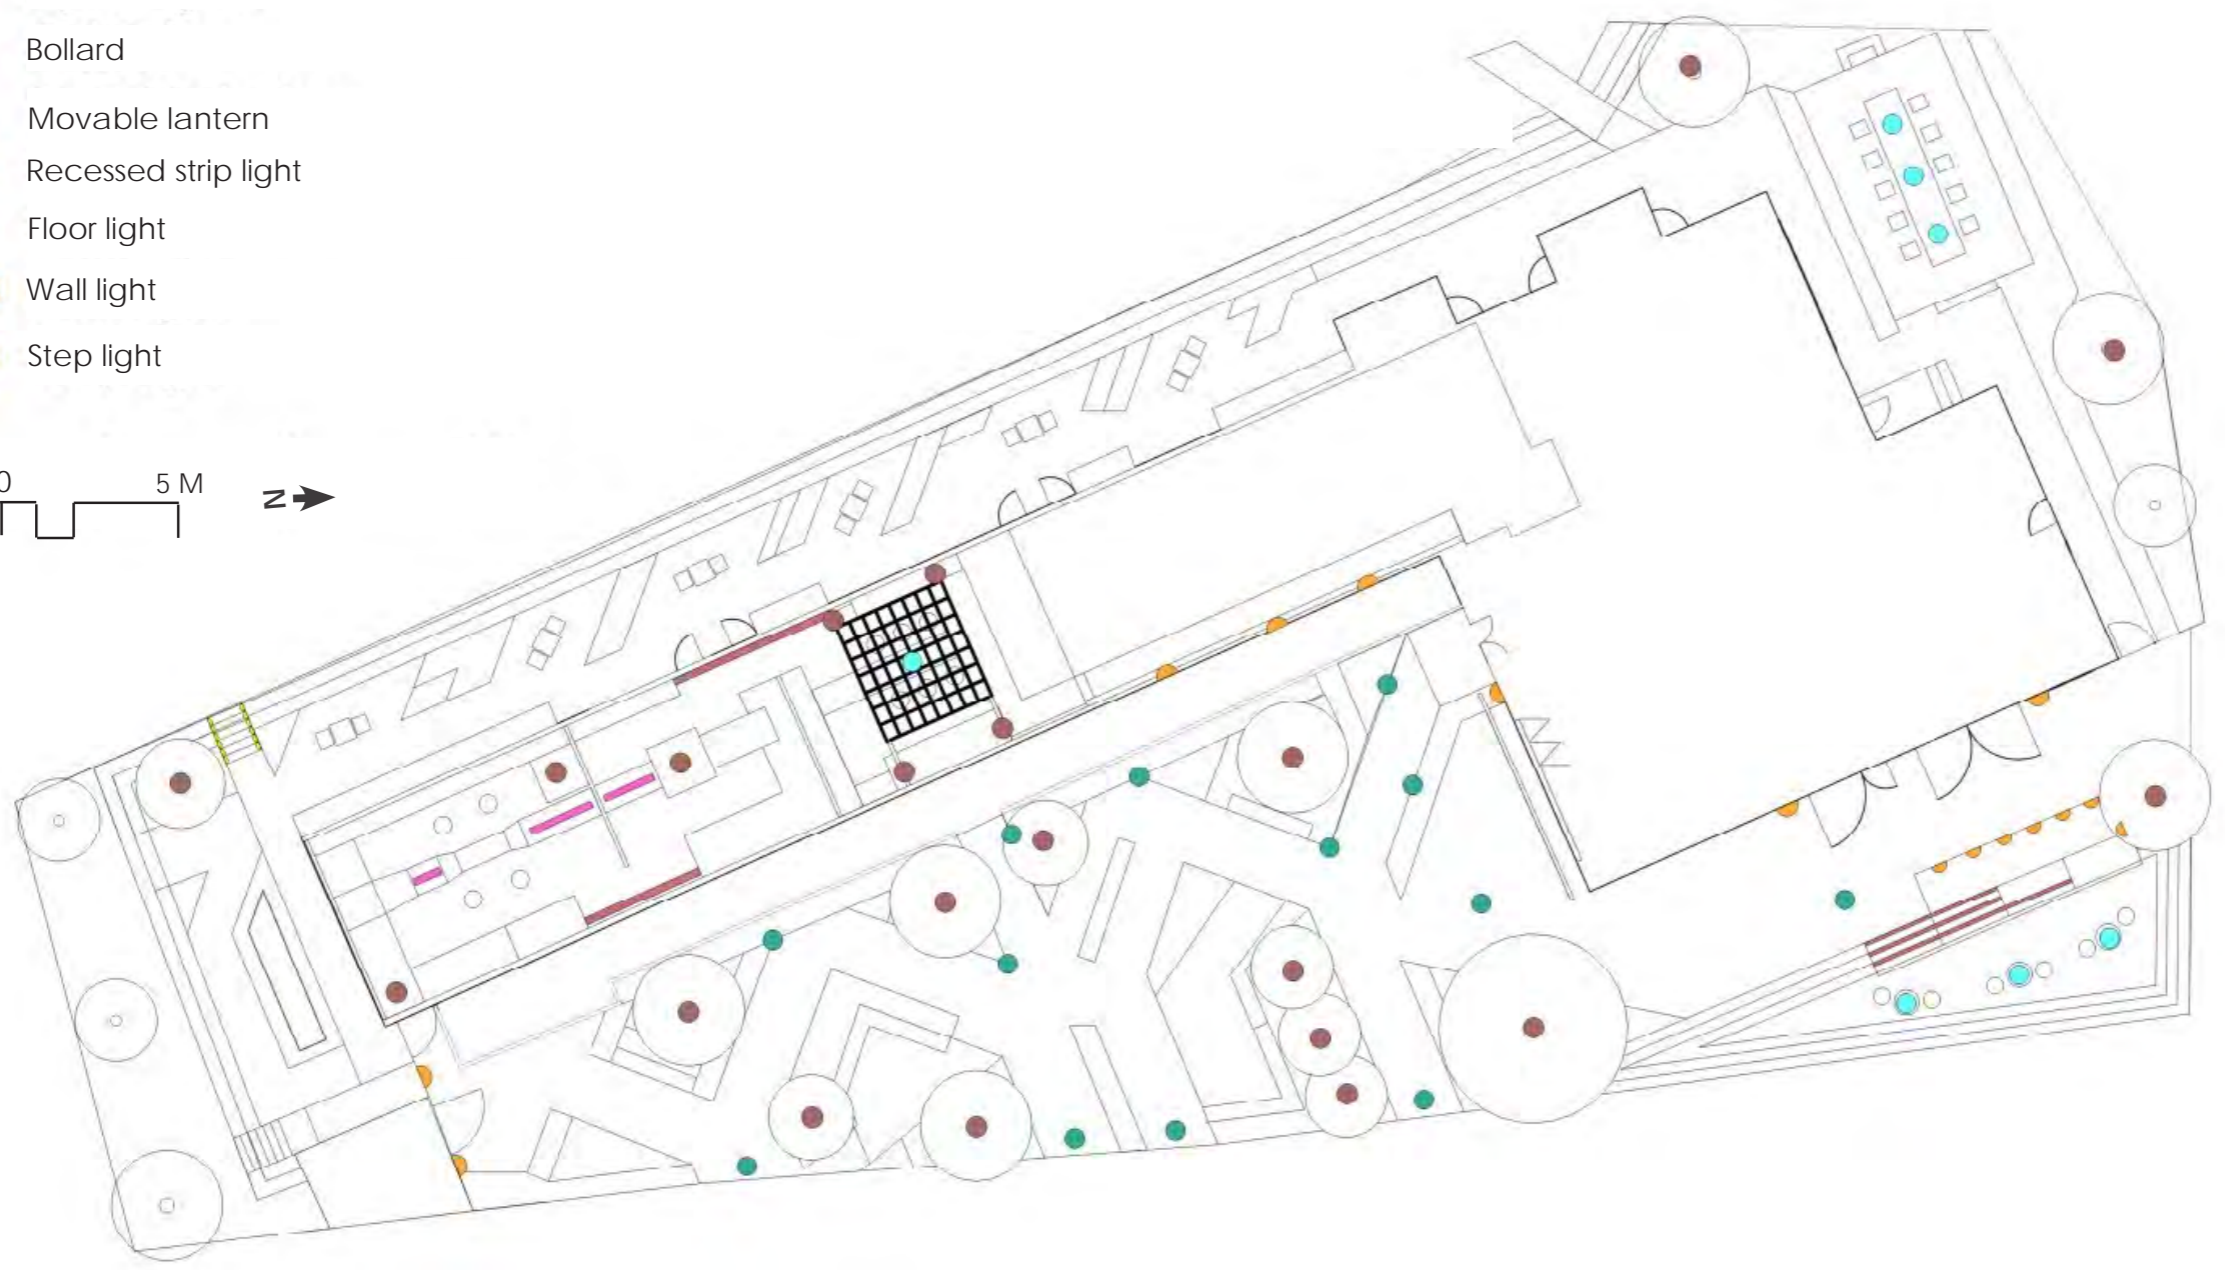 Bollard
Movable lantern
Recessed strip light
Floor light
Wall light
Step light
0 5 M
N